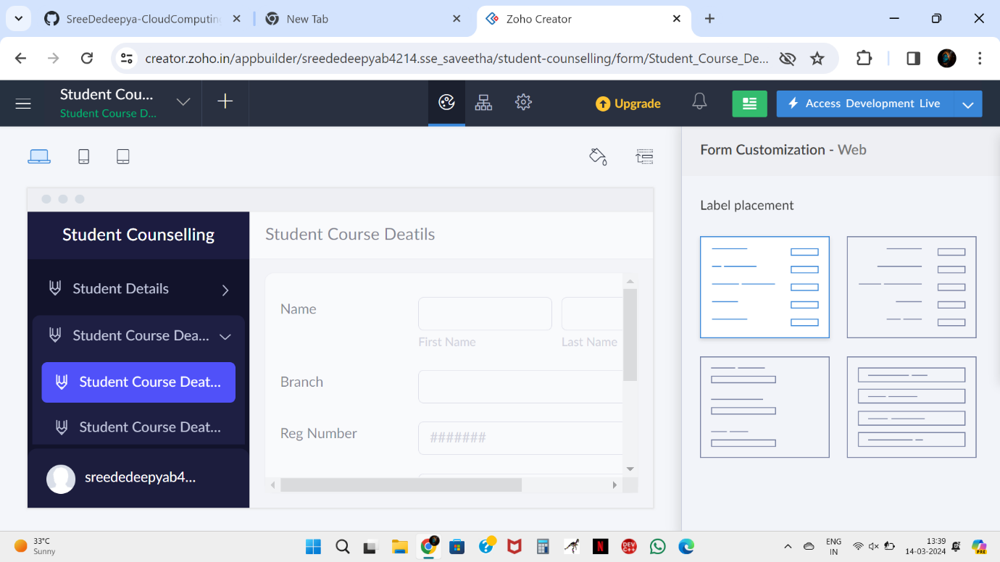 SreeDedeepya-CloudComputin
New Tab
Zoho Creator
creator.zoho.in/appbuilder/sreededeepyab4214.sse_saveetha/student-counselling/form/Student_Course_De...
Student Cou...
Student Course D...
Upgrade
Access Development Live
Form Customization - Web
Label placement
Student Counselling
Student Course Deatils
Student Details
Student Course Dea...
Student Course Deat...
Student Course Deat...
sreededeepyab4...
Name
First Name
Last Name
Branch
Reg Number
#######
33°C
Sunny
DEV
C++
N
ENG
IN
13:39
14-03-2024
PRE